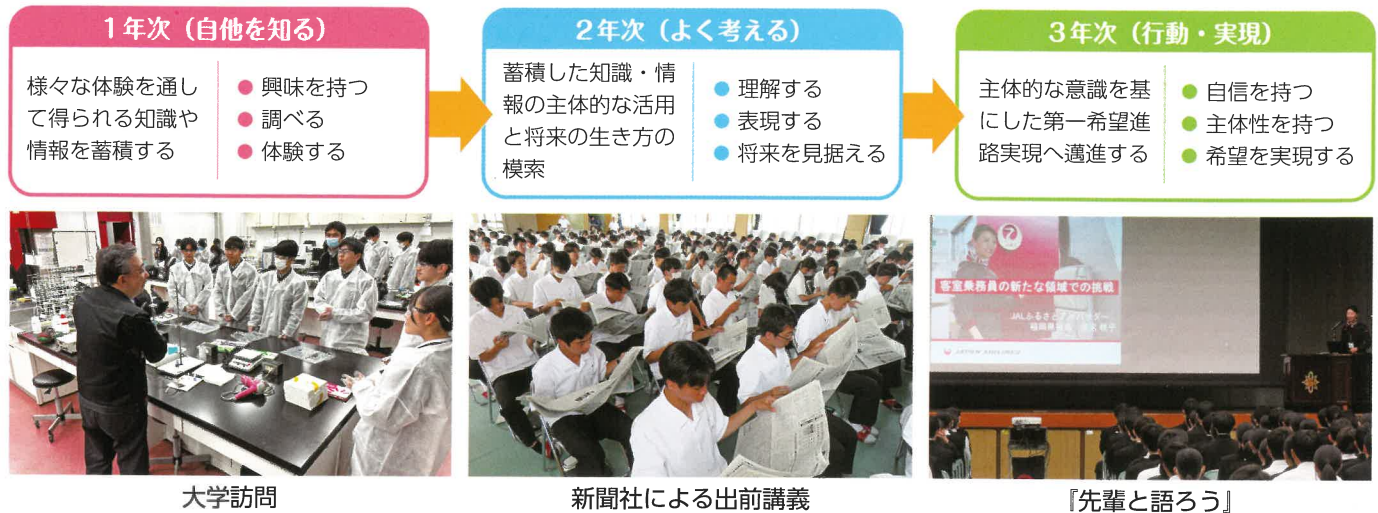 1年次（自他を知る）
様々な体験を通し
て得られる知識や
情報を蓄積する
● 興味を持つ
● 調べる
● 体験する
2年次（よく考える）
蓄積した知識・情
報の主体的な活用
と将来の生き方の
模索
● 理解する
● 表現する
● 将来を見据える
3年次（行動・実現）
主体的な意識を基
にした第一希望進
路実現へ邁進する
● 自信を持つ
● 主体性を持つ
● 希望を実現する
客室乗務員の新たな領域での挑戦
JALふるさと
大学訪問
新聞社による出前講義
『先輩と語ろう』